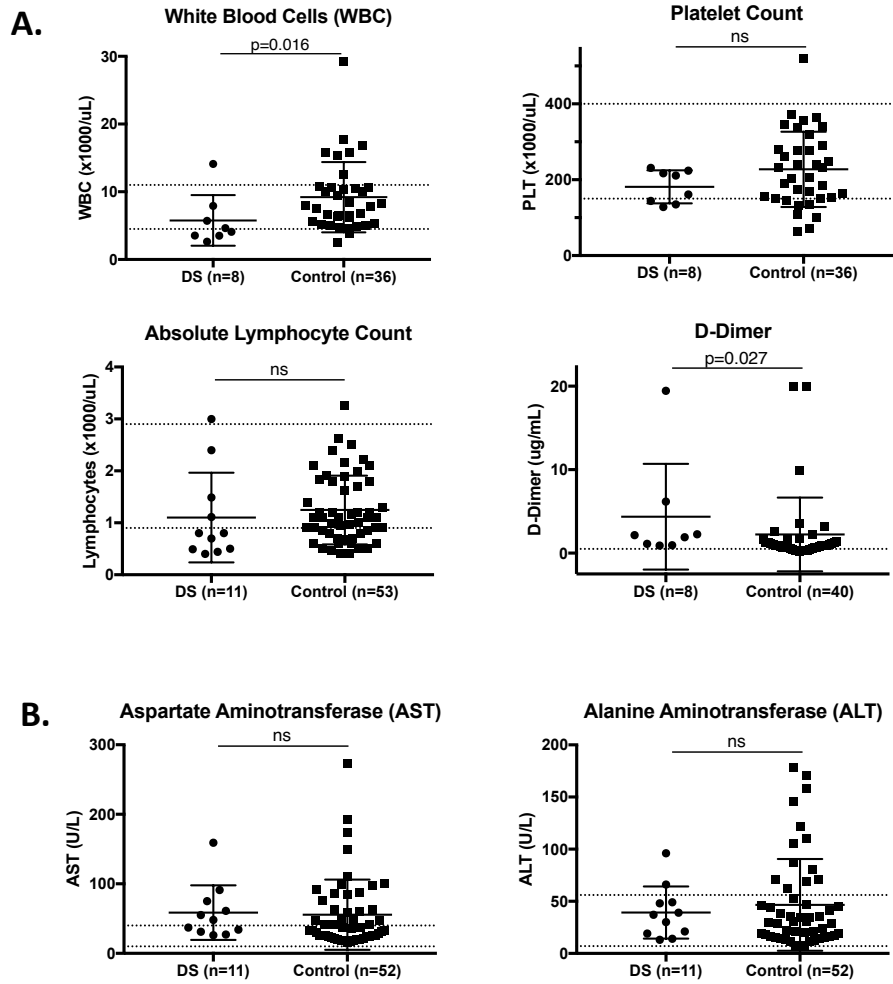 A.
White Blood Cells (WBC)
p=0.016
30
20
10
0
WBC (x1000/uL)
DS (n=8)
Control (n=36)
Platelet Count
ns
400
200
0
PLT (x1000/uL)
DS (n=8)
Control (n=36)
Absolute Lymphocyte Count
ns
4
3
2
1
0
Lymphocytes (x1000/uL)
DS (n=11)
Control (n=53)
D-Dimer
p=0.027
20
10
0
D-Dimer (ug/mL)
DS (n=8)
Control (n=40)
B.
Aspartate Aminotransferase (AST)
ns
300
200
100
0
AST (U/L)
DS (n=11)
Control (n=52)
Alanine Aminotransferase (ALT)
ns
200
150
100
50
0
ALT (U/L)
DS (n=11)
Control (n=52)